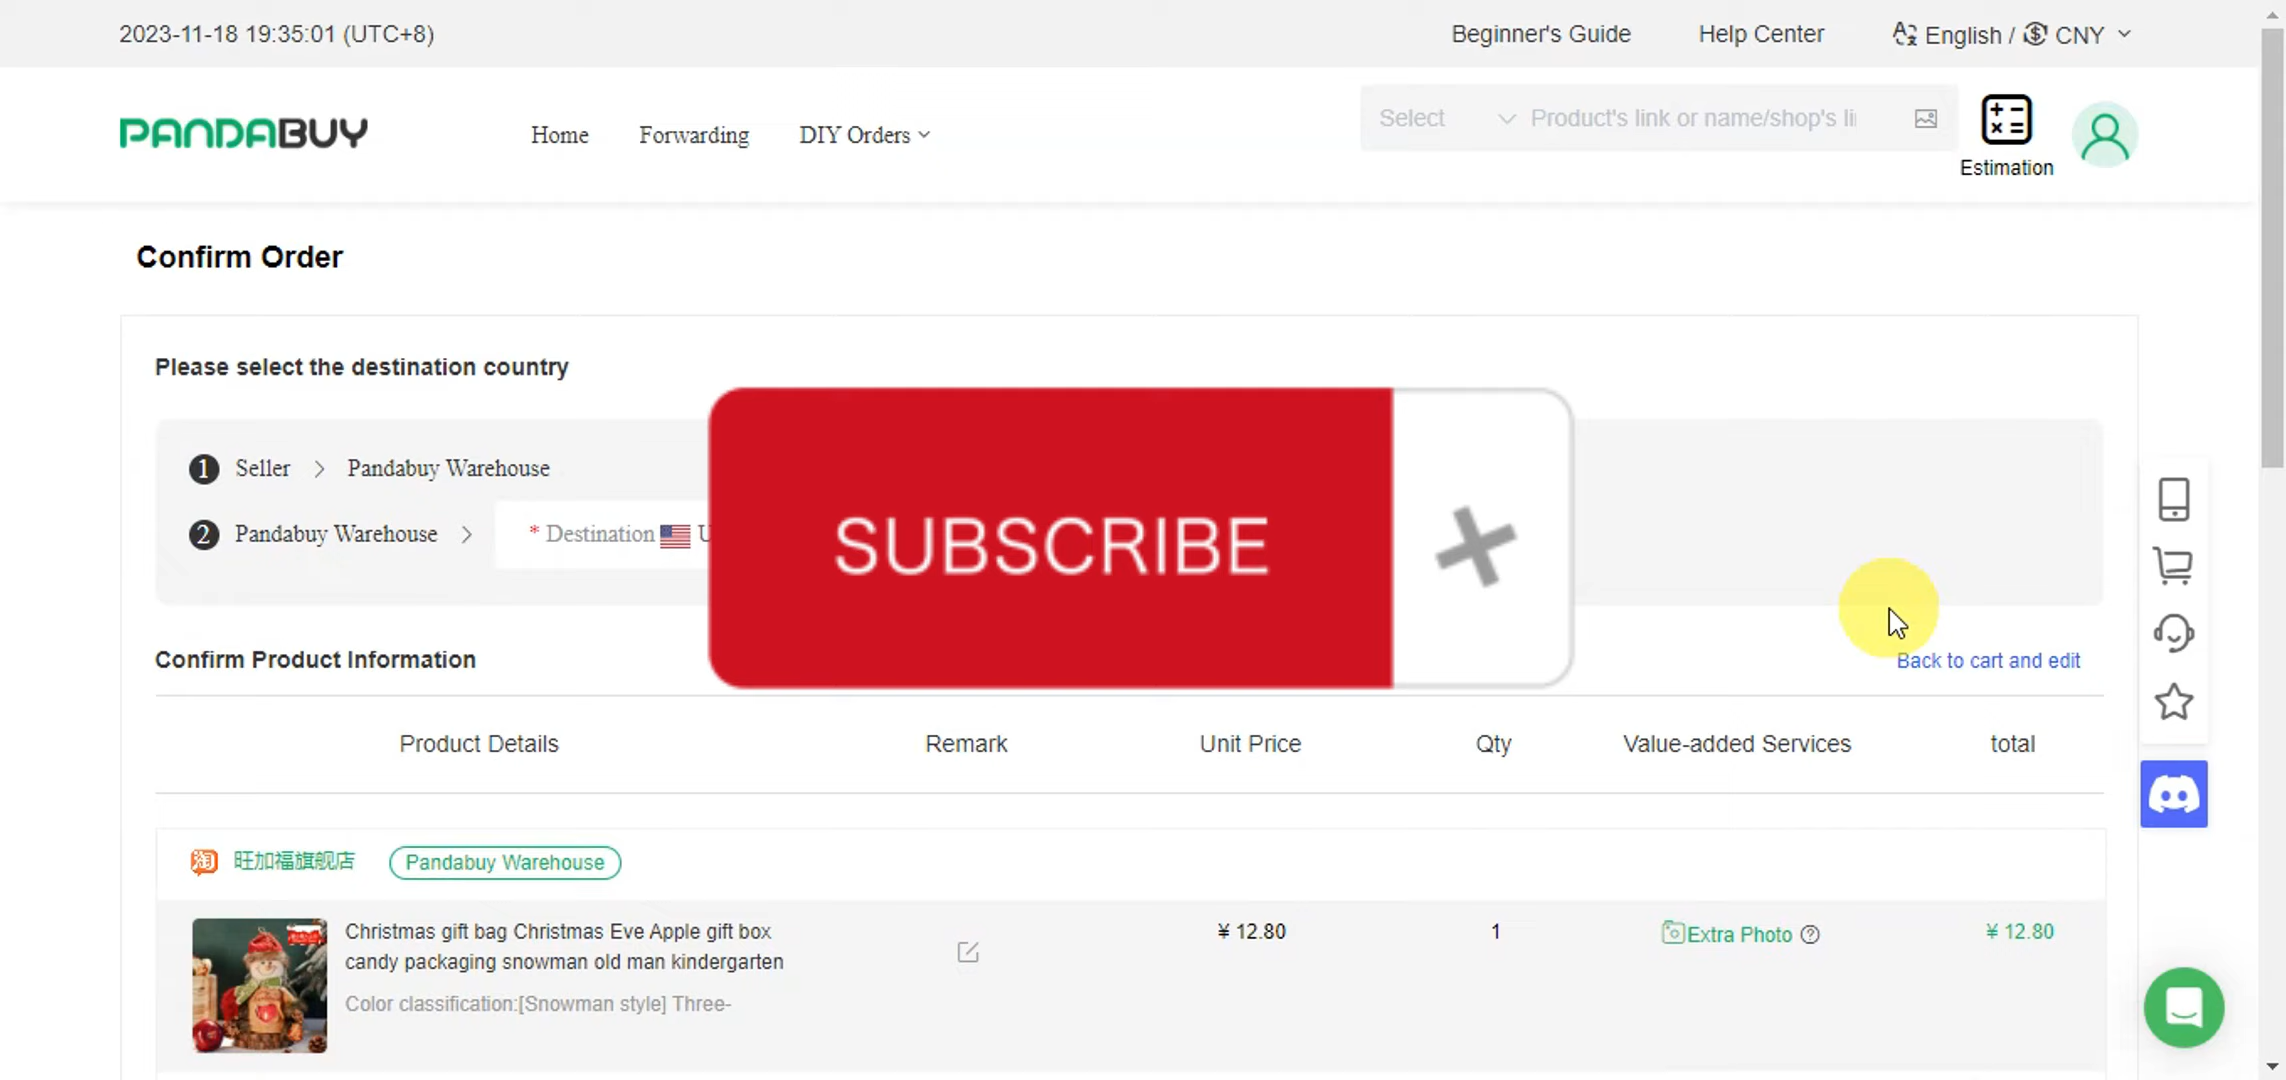 2023-11-18 19:35:01 (UTC+8)
Beginner's Guide
Help Center
English / CNY
PANDABUY
Home
Forwarding
DIY Orders
Select
Product's link or name/shop's li
Estimation
Confirm Order
Please select the destination country
1 Seller > Pandabuy Warehouse
2 Pandabuy Warehouse > * Destination U
SUBSCRIBE
Confirm Product Information
Back to cart and edit
Product Details
Remark
Unit Price
Qty
Value-added Services
total
淘 旺加福旗舰店
Pandabuy Warehouse
Christmas gift bag Christmas Eve Apple gift box
candy packaging snowman old man kindergarten
Color classification:[Snowman style] Three-
¥ 12.80
1
Extra Photo ?
¥ 12.80